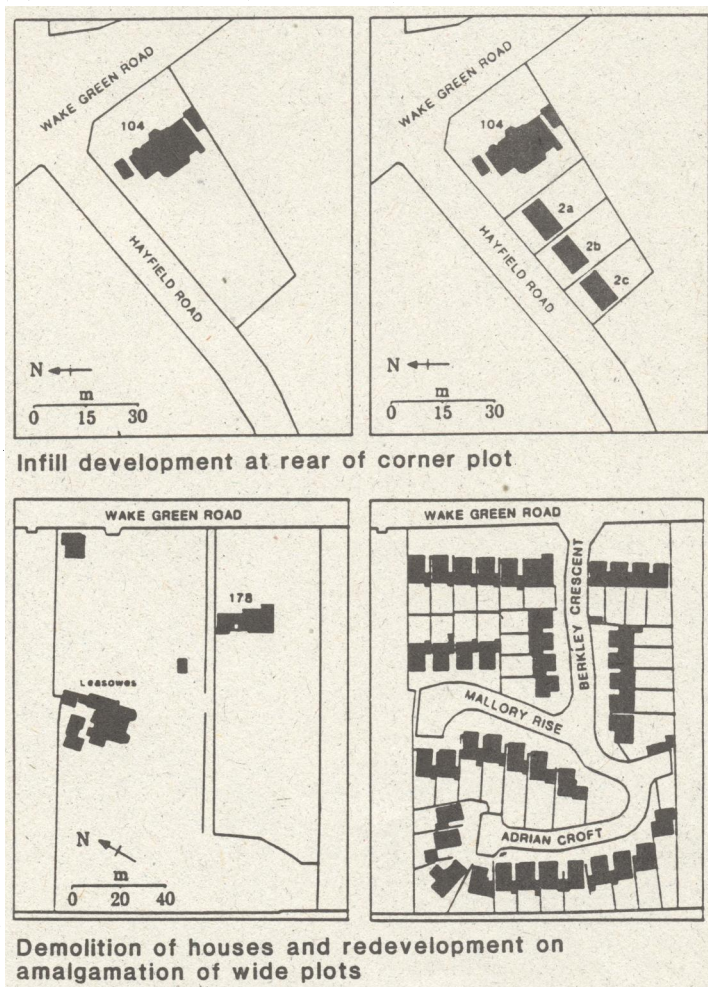 WAKE GREEN ROAD
104
HAYFIELD ROAD
N
m
0 15 30
WAKE GREEN ROAD
104
2a
2b
2c
HAYFIELD ROAD
N
m
0 15 30
Infill development at rear of corner plot
WAKE GREEN ROAD
178
Leasowes
N
m
0 20 40
WAKE GREEN ROAD
BERKLEY CRESCENT
MALLORY RISE
ADRIAN CROFT
Demolition of houses and redevelopment on
amalgamation of wide plots